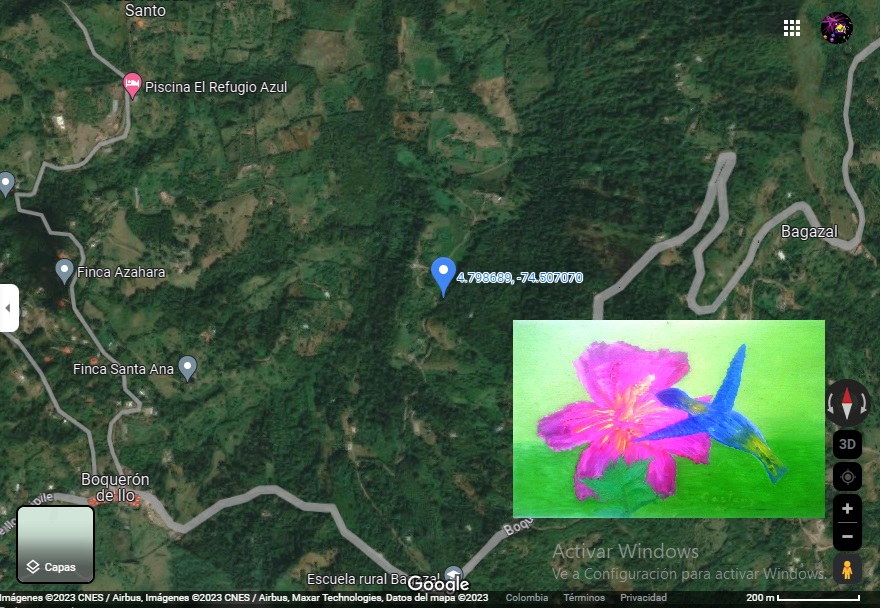 Santo
Piscina El Refugio Azul
Bagazal
Finca Azahara
4.798689, -74.507070
Finca Santa Ana
3D
Boquerón
de Ilo
Capas
Activar Windows
Ve a Configuración para activar Windows.
Escuela rural Bagazal
Google
Imágenes ©2023 CNES / Airbus, Imágenes ©2023 CNES / Airbus, Maxar Technologies, Datos del mapa ©2023
Colombia
Términos
Privacidad
200 m